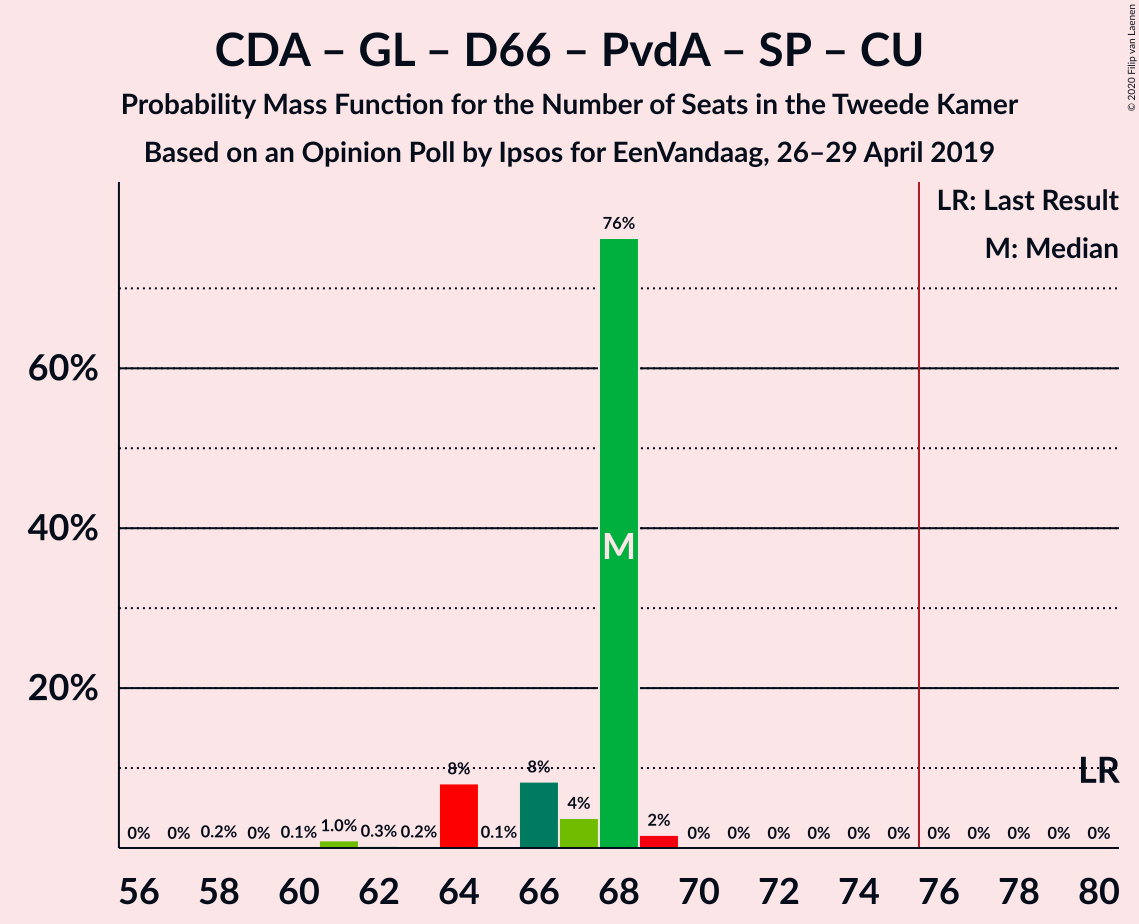 CDA – GL – D66 – PvdA – SP – CU
Probability Mass Function for the Number of Seats in the Tweede Kamer
Based on an Opinion Poll by Ipsos for EenVandaag, 26–29 April 2019
© 2020 Filip van Laenen
LR: Last Result
M: Median
76%
60%
40%
M
20%
LR
8% 8%
4%
2%
0% 0% 0.2% 0% 0.1% 1.0% 0.3% 0.2% 0.1% 0% 0% 0% 0% 0% 0% 0% 0% 0% 0% 0%
56 58 60 62 64 66 68 70 72 74 76 78 80